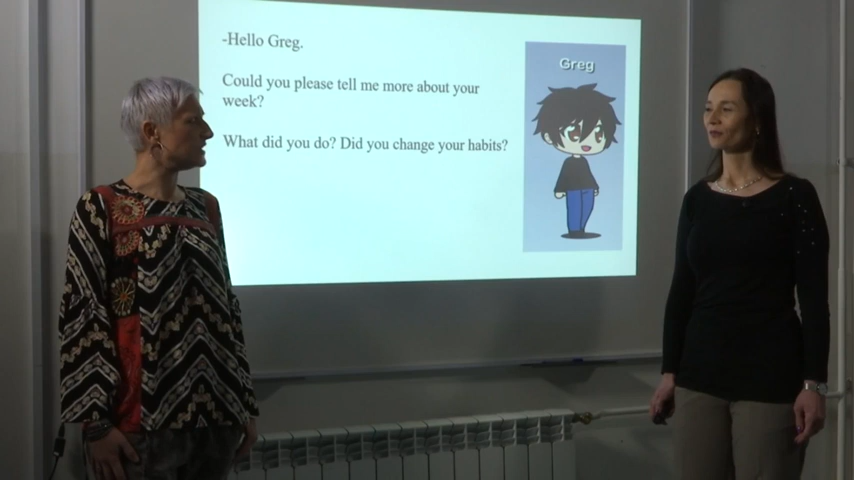 -Hello Greg.
Could you please tell me more about your
week?
What did you do? Did you change your habits?
Greg